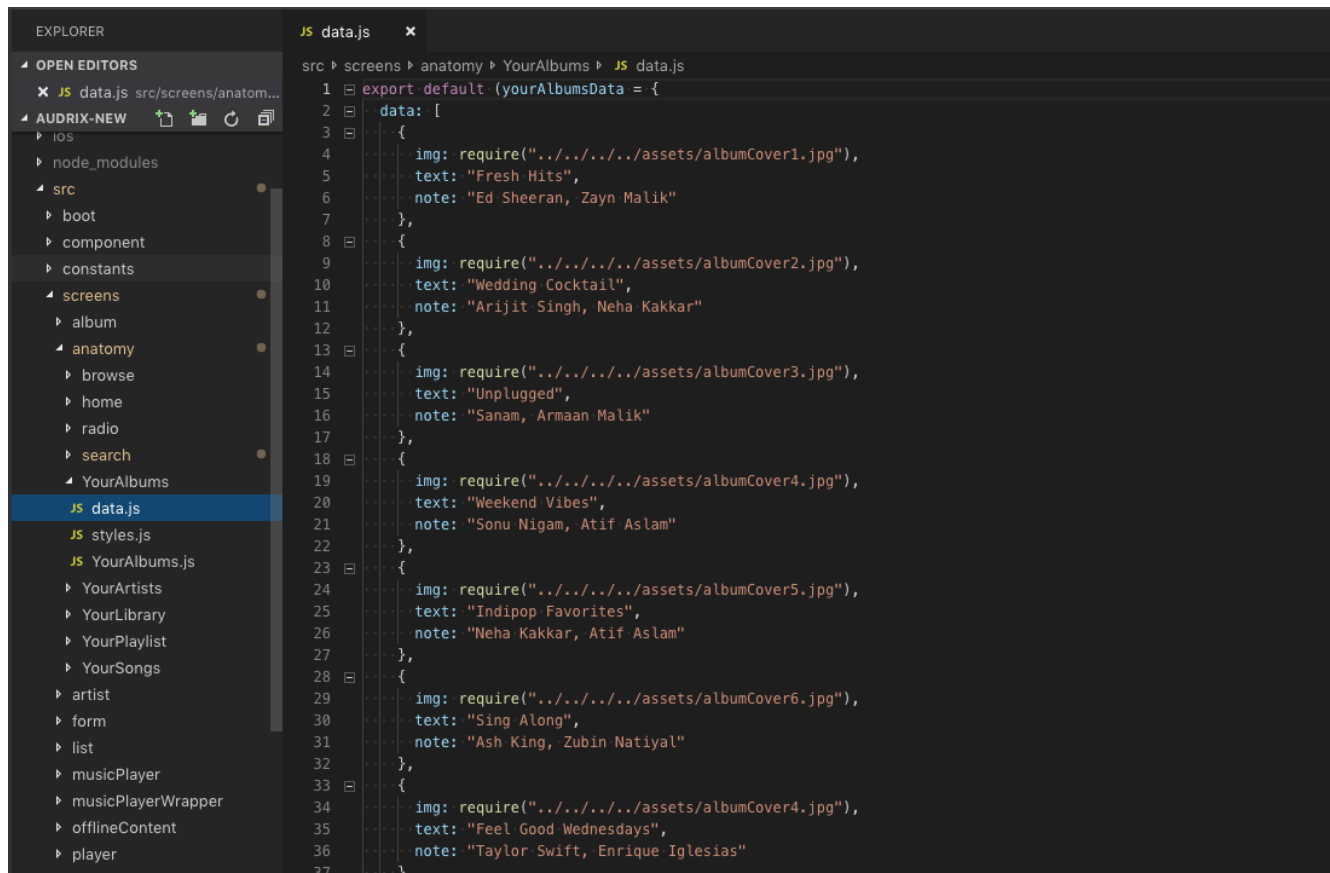 EXPLORER
OPEN EDITORS
JS data.js src/screens/anatom...
AUDRIX-NEW
ios
node_modules
src
boot
component
constants
screens
album
anatomy
browse
home
radio
search
YourAlbums
JS data.js
JS styles.js
JS YourAlbums.js
YourArtists
YourLibrary
YourPlaylist
YourSongs
artist
form
list
musicPlayer
musicPlayerWrapper
offlineContent
player
JS data.js
src screens anatomy YourAlbums JS data.js
1 export default (yourAlbumsData = {
2 data: [
3 {
4 img: require("../../../../assets/albumCover1.jpg"),
5 text: "Fresh Hits",
6 note: "Ed Sheeran, Zayn Malik"
7 },
8 {
9 img: require("../../../../assets/albumCover2.jpg"),
10 text: "Wedding Cocktail",
11 note: "Arijit Singh, Neha Kakkar"
12 },
13 {
14 img: require("../../../../assets/albumCover3.jpg"),
15 text: "Unplugged",
16 note: "Sanam, Armaan Malik"
17 },
18 {
19 img: require("../../../../assets/albumCover4.jpg"),
20 text: "Weekend Vibes",
21 note: "Sonu Nigam, Atif Aslam"
22 },
23 {
24 img: require("../../../../assets/albumCover5.jpg"),
25 text: "Indipop Favorites",
26 note: "Neha Kakkar, Atif Aslam"
27 },
28 {
29 img: require("../../../../assets/albumCover6.jpg"),
30 text: "Sing Along",
31 note: "Ash King, Zubin Natiyal"
32 },
33 {
34 img: require("../../../../assets/albumCover4.jpg"),
35 text: "Feel Good Wednesdays",
36 note: "Taylor Swift, Enrique Iglesias"
37 }